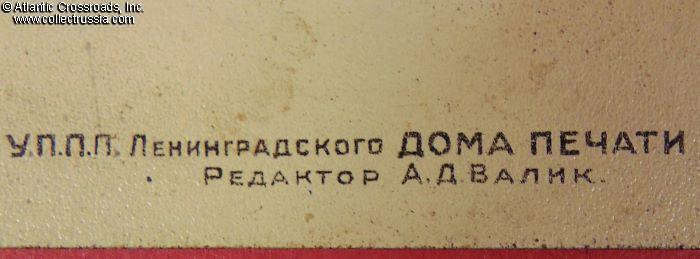 © Atlantic Crossroads, Inc.
www.collectrussia.com
У.П.П.П. Ленинградского ДОМА ПЕЧАТИ
Редактор А.Д. Валик.